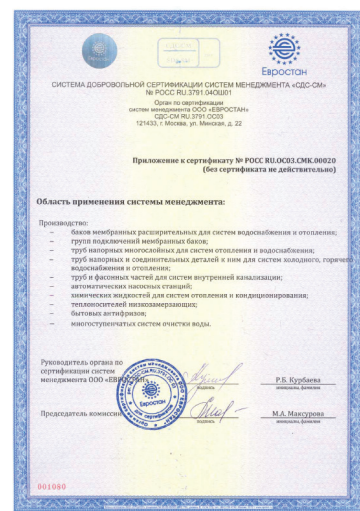 Евростан
СИСТЕМА ДОБРОВОЛЬНОЙ СЕРТИФИКАЦИИ СИСТЕМ МЕНЕДЖМЕНТА «СДС-СМ»
№ РОСС RU.3791.04ОШ01
Орган по сертификации
систем менеджмента ООО «ЕВРОСТАН»
СДС-СМ RU.3791.ОС03
121433, г. Москва, ул. Минская, д. 22
Приложение к сертификату № РОСС RU.ОС03.СМК.00020
(без сертификата не действительно)
Область применения системы менеджмента:
Производство:
– баков мембранных расширительных для систем водоснабжения и отопления;
– групп подключений мембранных баков;
– труб напорных многослойных для систем отопления и водоснабжения;
– труб напорных и соединительных деталей к ним для систем холодного, горячего
водоснабжения и отопления;
– труб и фасонных частей для систем внутренней канализации;
– автоматических насосных станций;
– химических жидкостей для систем отопления и кондиционирования;
– теплоносителей низкозамерзающих;
– бытовых антифризов;
– многоступенчатых систем очистки воды.
Руководитель органа по
сертификации систем
менеджмента ООО «ЕВРОСТАН»
подпись
Р.Б. Курбаева
инициалы, фамилия
Председатель комиссии
подпись
М.А. Максурова
инициалы, фамилия
Евростан
001080